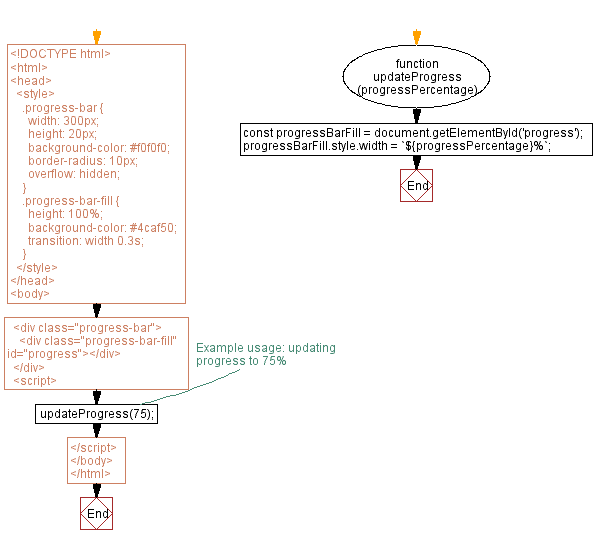 <!DOCTYPE html>
<html>
<head>
  <style>
    .progress-bar {
      width: 300px;
      height: 20px;
      background-color: #f0f0f0;
      border-radius: 10px;
      overflow: hidden;
    }
    .progress-bar-fill {
      height: 100%;
      background-color: #4caf50;
      transition: width 0.3s;
    }
  </style>
</head>
<body>
  <div class="progress-bar">
    <div class="progress-bar-fill"
id="progress"></div>
  </div>
  <script>
Example usage: updating
progress to 75%
updateProgress(75);
</script>
</body>
</html>
End
function
updateProgress
(progressPercentage)
const progressBarFill = document.getElementById('progress');
progressBarFill.style.width = `${progressPercentage}%`;
End